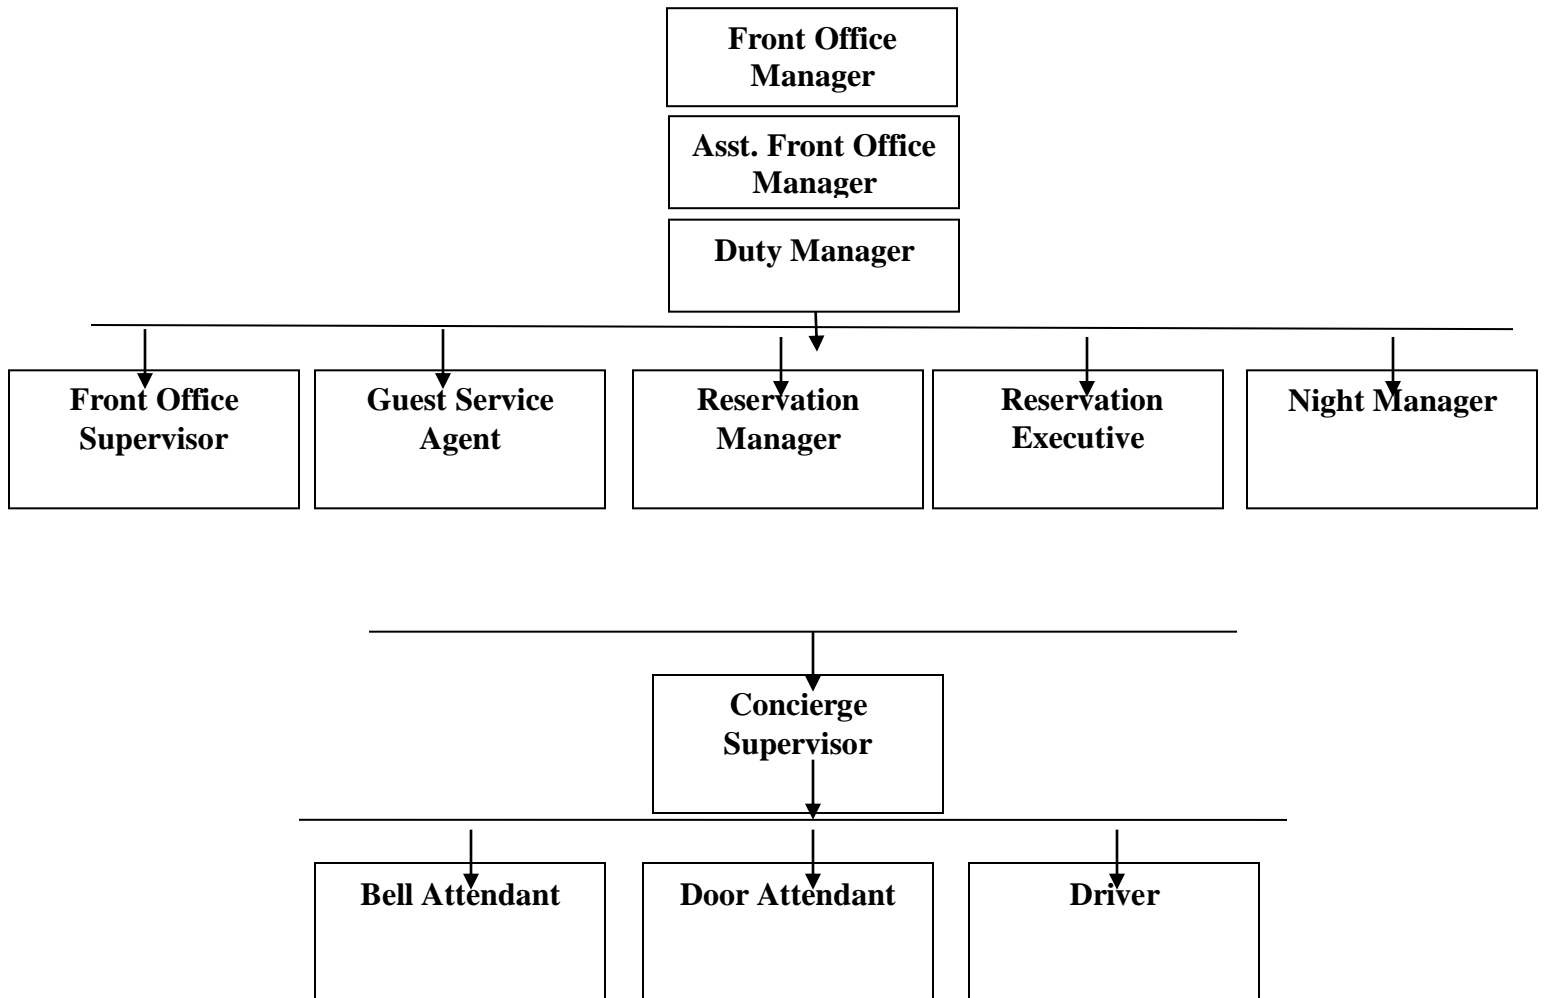 Front Office
Manager
Asst. Front Office
Manager
Duty Manager
Front Office
Supervisor
Guest Service
Agent
Reservation
Manager
Reservation
Executive
Night Manager
Concierge
Supervisor
Bell Attendant
Door Attendant
Driver